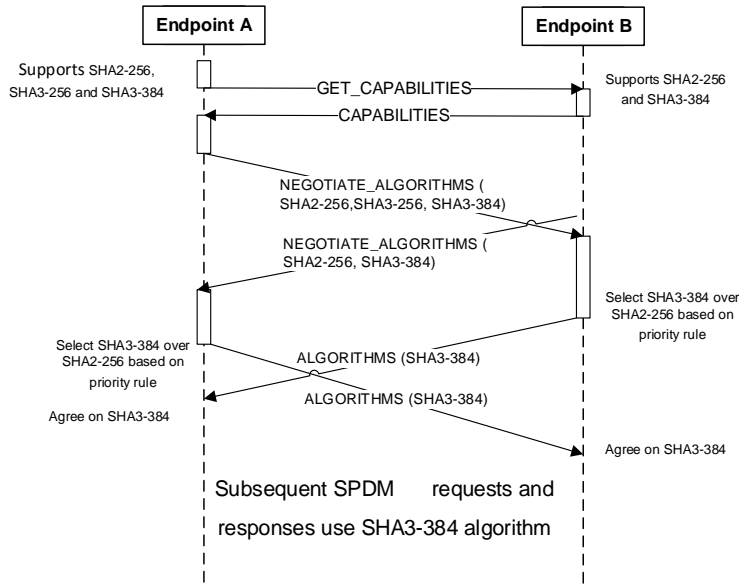 Endpoint A
Endpoint B
Supports SHA2-256,
SHA3-256 and SHA3-384
Supports SHA2-256
and SHA3-384
GET_CAPABILITIES
CAPABILITIES
NEGOTIATE_ALGORITHMS (
SHA2-256,SHA3-256, SHA3-384)
NEGOTIATE_ALGORITHMS (
SHA2-256, SHA3-384)
Select SHA3-384 over
SHA2-256 based on
priority rule
Select SHA3-384 over
SHA2-256 based on
priority rule
ALGORITHMS (SHA3-384)
ALGORITHMS (SHA3-384)
Agree on SHA3-384
Agree on SHA3-384
Subsequent SPDM requests and
responses use SHA3-384 algorithm